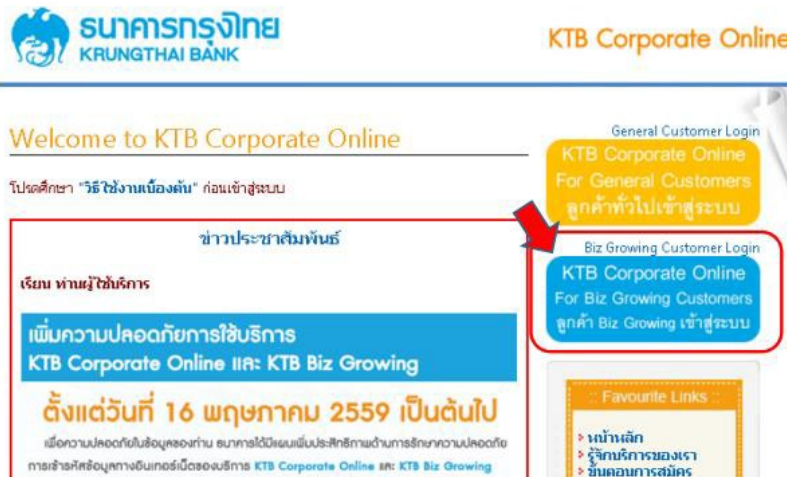 ธนาคารกรุงไทย
KRUNGTHAI BANK
KTB Corporate Online
Welcome to KTB Corporate Online
โปรดศึกษา "วิธีใช้งานเบื้องต้น" ก่อนเข้าสู่ระบบ
ข่าวประชาสัมพันธ์
เรียน ท่านผู้ใช้บริการ
เพิ่มความปลอดภัยการใช้บริการ
KTB Corporate Online และ KTB Biz Growing
ตั้งแต่วันที่ 16 พฤษภาคม 2559 เป็นต้นไป
เพื่อความปลอดภัยในข้อมูลของท่าน ธนาคารได้มีแผนเพิ่มประสิทธิภาพด้านการรักษาความปลอดภัย
การเข้ารหัสข้อมูลทางอินเทอร์เน็ตของบริการ KTB Corporate Online และ KTB Biz Growing
General Customer Login
KTB Corporate Online
For General Customers
ลูกค้าทั่วไปเข้าสู่ระบบ
Biz Growing Customer Login
KTB Corporate Online
For Biz Growing Customers
ลูกค้า Biz Growing เข้าสู่ระบบ
:: Favourite Links ::
หน้าหลัก
รู้จักบริการของเรา
ขั้นตอนการสมัคร